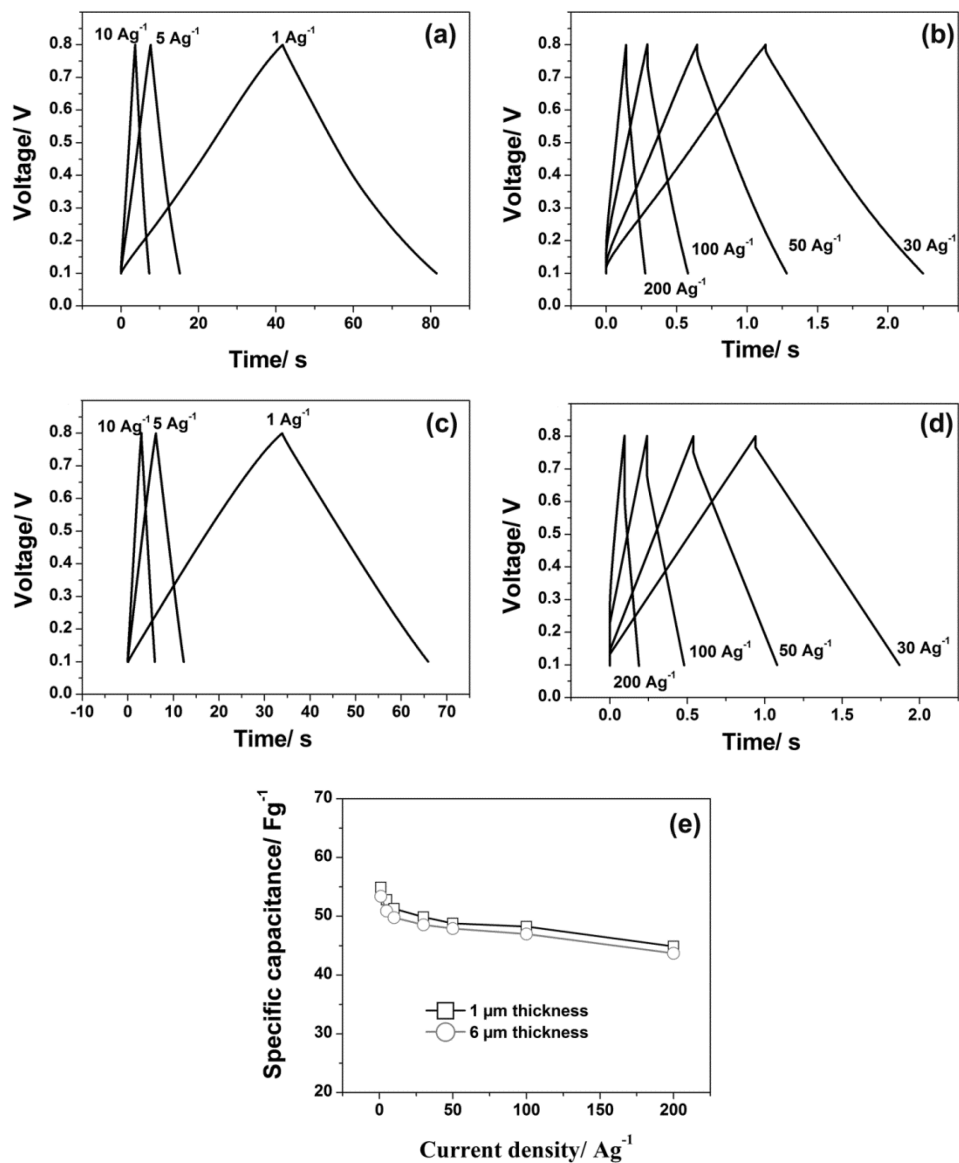 10 Ag⁻¹ 5 Ag⁻¹ 1 Ag⁻¹ (a)
0.8
0.7
0.6
0.5
0.4
0.3
0.2
0.1
0.0
Voltage/ V
0 20 40 60 80
Time/ s
(b)
0.8
0.7
0.6
0.5
0.4
0.3
0.2
0.1
0.0
Voltage/ V
200 Ag⁻¹ 100 Ag⁻¹ 50 Ag⁻¹ 30 Ag⁻¹
0.0 0.5 1.0 1.5 2.0
Time/ s
10 Ag⁻¹ 5 Ag⁻¹ 1 Ag⁻¹ (c)
0.8
0.7
0.6
0.5
0.4
0.3
0.2
0.1
0.0
Voltage/ V
-10 0 10 20 30 40 50 60 70
Time/ s
(d)
0.8
0.7
0.6
0.5
0.4
0.3
0.2
0.1
0.0
Voltage/ V
200 Ag⁻¹ 100 Ag⁻¹ 50 Ag⁻¹ 30 Ag⁻¹
0.0 0.5 1.0 1.5 2.0
Time/ s
(e)
70
60
50
40
30
20
Specific capacitance/ Fg⁻¹
1 µm thickness
6 µm thickness
0 50 100 150 200
Current density/ Ag⁻¹